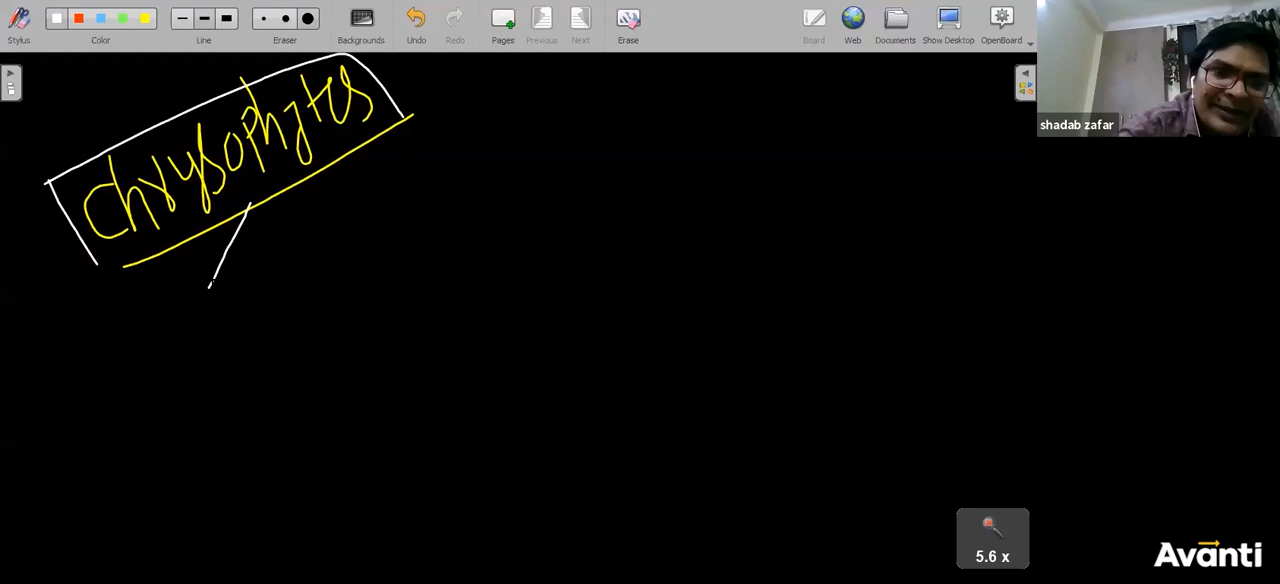 Stylus Color Line Eraser Backgrounds Undo Redo Pages Previous Next Erase Board Web Documents Show Desktop OpenBoard
shadab zafar
Chrysophytes
5.6 x
Avanti